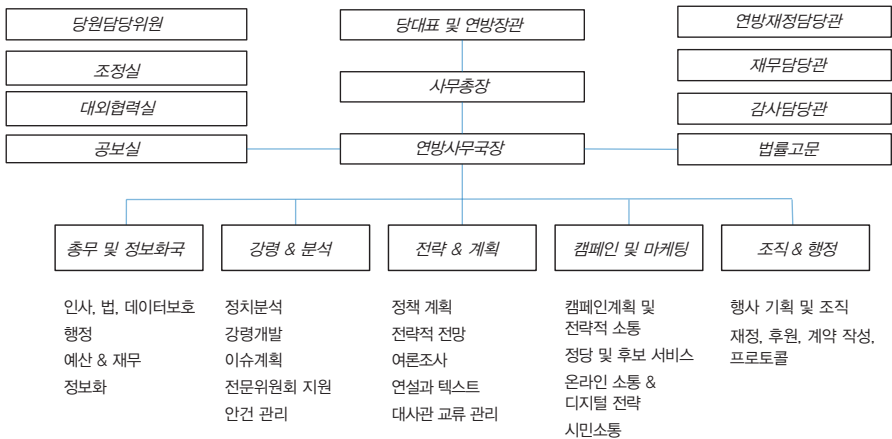 당원담당위원
당대표 및 연방장관
연방재정담당관
조정실
사무총장
재무담당관
대외협력실
감사담당관
공보실
연방사무국장
법률고문
총무 및 정보화국
강령 & 분석
전략 & 계획
캠페인 및 마케팅
조직 & 행정
인사, 법, 데이터보호
행정
예산 & 재무
정보화
정치분석
강령개발
이슈계획
전문위원회 지원
안건 관리
정책 계획
전략적 전망
여론조사
연설과 텍스트
대사관 교류 관리
캠페인계획 및
전략적 소통
정당 및 후보 서비스
온라인 소통 &
디지털 전략
시민소통
행사 기획 및 조직
재정, 후원, 계약 작성,
프로토콜